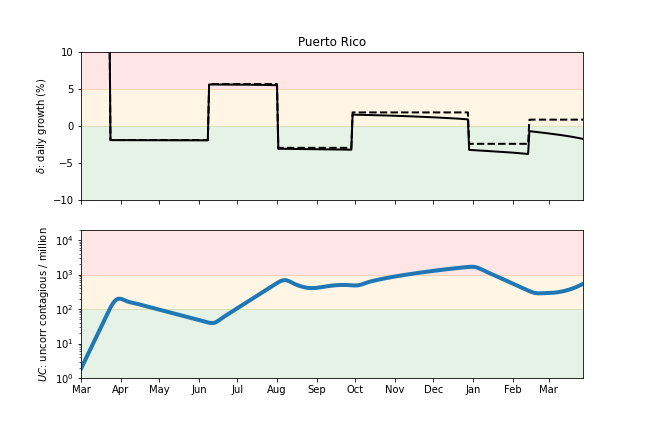 Puerto Rico
δ: daily growth (%)
10
5
0
−5
−10
UC: uncorr contagious / million
10⁴
10³
10²
10¹
10⁰
Mar Apr May Jun Jul Aug Sep Oct Nov Dec Jan Feb Mar